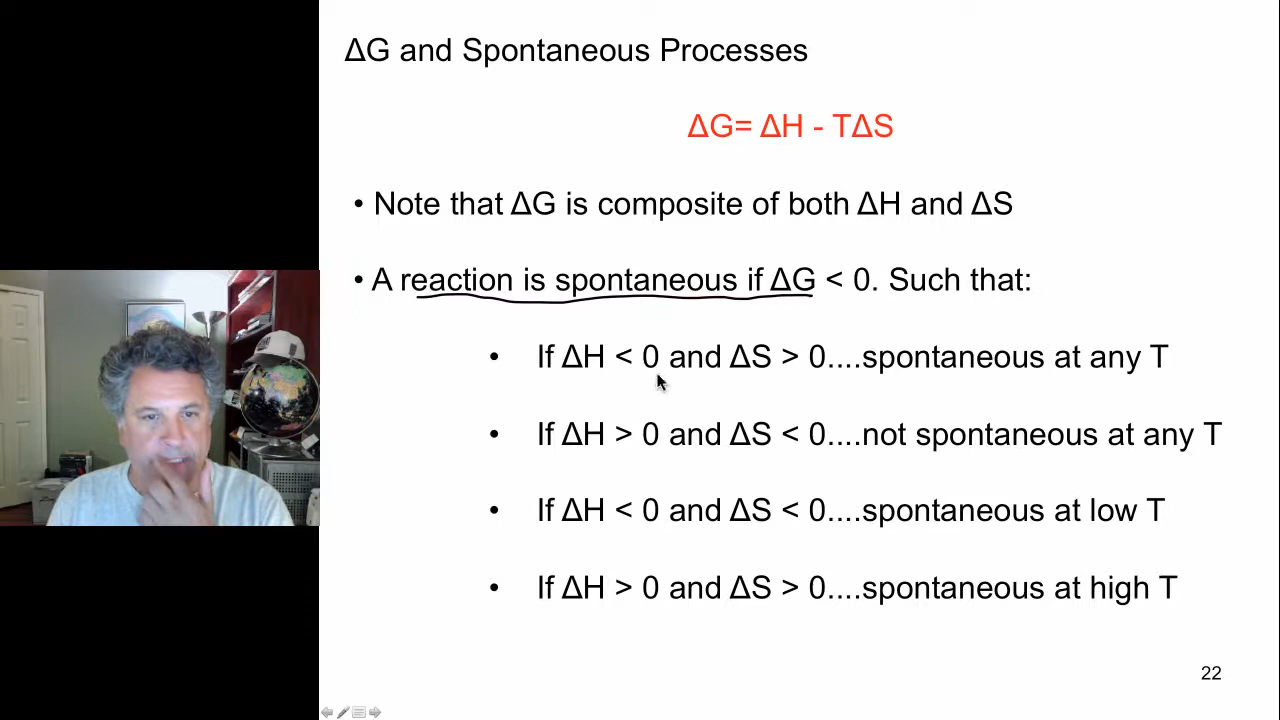 ΔG and Spontaneous Processes
ΔG= ΔH - TΔS
• Note that ΔG is composite of both ΔH and ΔS
• A reaction is spontaneous if ΔG < 0. Such that:
• If ΔH < 0 and ΔS > 0....spontaneous at any T
• If ΔH > 0 and ΔS < 0....not spontaneous at any T
• If ΔH < 0 and ΔS < 0....spontaneous at low T
• If ΔH > 0 and ΔS > 0....spontaneous at high T
22